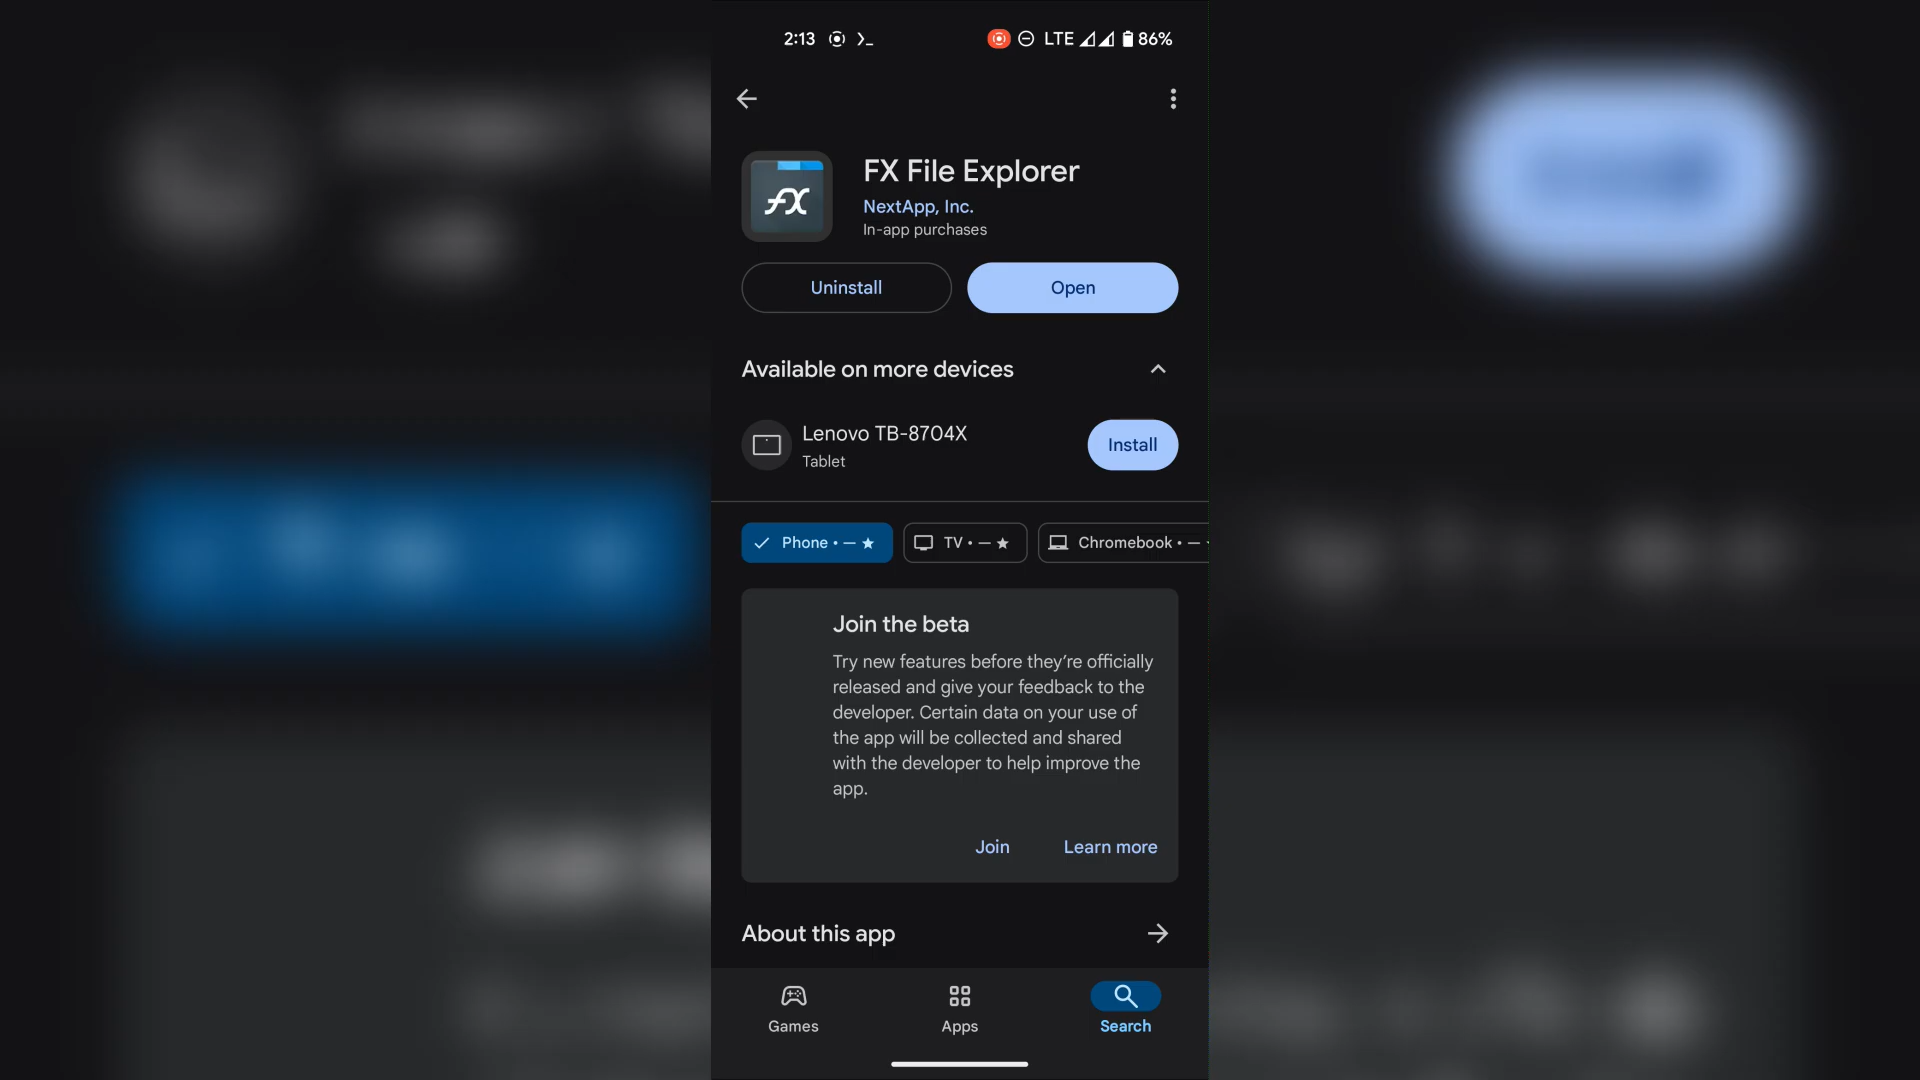 2:13 LTE 86%
FX File Explorer
FX
NextApp, Inc.
In-app purchases
Uninstall Open
Available on more devices
Lenovo TB-8704X
Tablet
Install
Phone • — ★ TV • — ★ Chromebook • —
Join the beta
Try new features before they’re officially
released and give your feedback to the
developer. Certain data on your use of
the app will be collected and shared
with the developer to help improve the
app.
Join Learn more
About this app
Games Apps Search